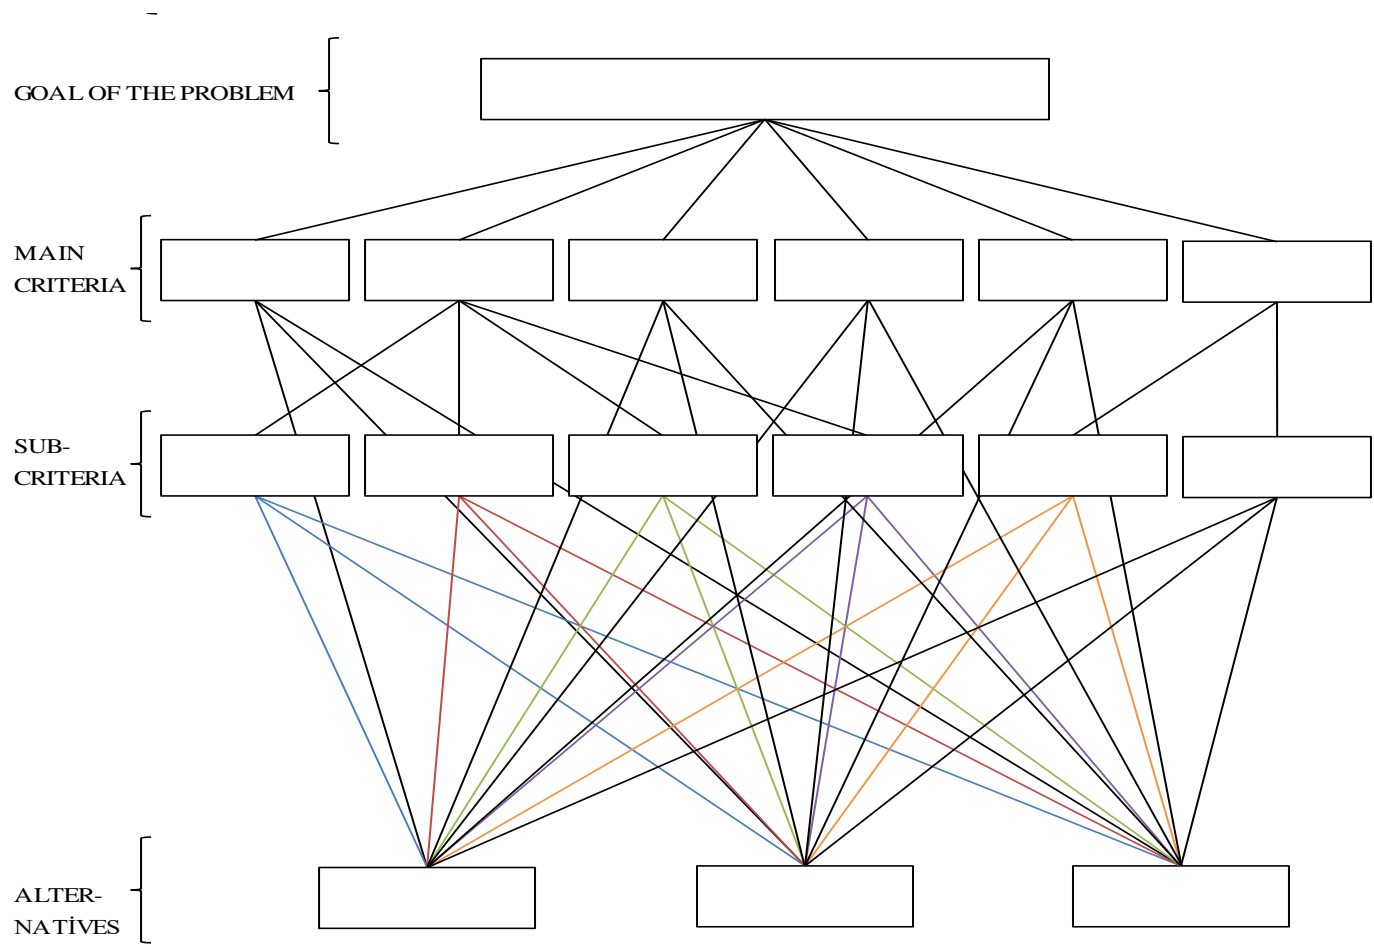 GOAL OF THE PROBLEM
MAIN
CRITERIA
SUB-
CRITERIA
ALTER-
NATİVES